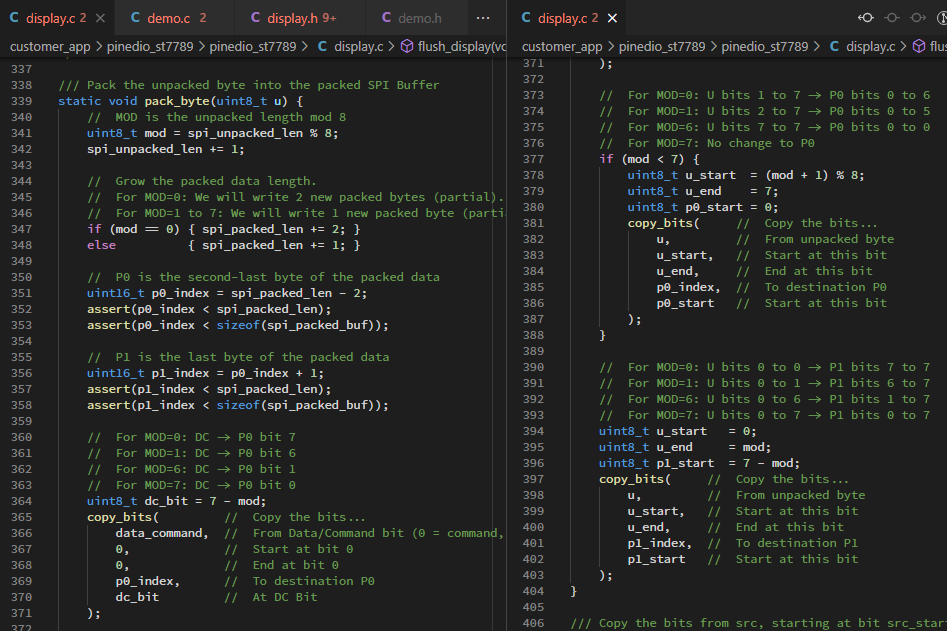 display.c 2
demo.c 2
display.h 9+
demo.h
customer_app > pinedio_st7789 > pinedio_st7789 > display.c > flush_display(vo
337
338 /// Pack the unpacked byte into the packed SPI Buffer
339 static void pack_byte(uint8_t u) {
340 // MOD is the unpacked length mod 8
341 uint8_t mod = spi_unpacked_len % 8;
342 spi_unpacked_len += 1;
343
344 // Grow the packed data length.
345 // For MOD=0: We will write 2 new packed bytes (partial).
346 // For MOD=1 to 7: We will write 1 new packed byte (parti
347 if (mod == 0) { spi_packed_len += 2; }
348 else { spi_packed_len += 1; }
349
350 // P0 is the second-last byte of the packed data
351 uint16_t p0_index = spi_packed_len - 2;
352 assert(p0_index < spi_packed_len);
353 assert(p0_index < sizeof(spi_packed_buf));
354
355 // P1 is the last byte of the packed data
356 uint16_t p1_index = p0_index + 1;
357 assert(p1_index < spi_packed_len);
358 assert(p1_index < sizeof(spi_packed_buf));
359
360 // For MOD=0: DC → P0 bit 7
361 // For MOD=1: DC → P0 bit 6
362 // For MOD=6: DC → P0 bit 1
363 // For MOD=7: DC → P0 bit 0
364 uint8_t dc_bit = 7 - mod;
365 copy_bits( // Copy the bits...
366 data_command, // From Data/Command bit (0 = command,
367 0, // Start at bit 0
368 0, // End at bit 0
369 p0_index, // To destination P0
370 dc_bit // At DC Bit
371 );
372
display.c 2
customer_app > pinedio_st7789 > pinedio_st7789 > display.c > flus
371 );
372
373 // For MOD=0: U bits 1 to 7 → P0 bits 0 to 6
374 // For MOD=1: U bits 2 to 7 → P0 bits 0 to 5
375 // For MOD=6: U bits 7 to 7 → P0 bits 0 to 0
376 // For MOD=7: No change to P0
377 if (mod < 7) {
378 uint8_t u_start = (mod + 1) % 8;
379 uint8_t u_end = 7;
380 uint8_t p0_start = 0;
381 copy_bits( // Copy the bits...
382 u, // From unpacked byte
383 u_start, // Start at this bit
384 u_end, // End at this bit
385 p0_index, // To destination P0
386 p0_start // Start at this bit
387 );
388 }
389
390 // For MOD=0: U bits 0 to 0 → P1 bits 7 to 7
391 // For MOD=1: U bits 0 to 1 → P1 bits 6 to 7
392 // For MOD=6: U bits 0 to 6 → P1 bits 1 to 7
393 // For MOD=7: U bits 0 to 7 → P1 bits 0 to 7
394 uint8_t u_start = 0;
395 uint8_t u_end = mod;
396 uint8_t p1_start = 7 - mod;
397 copy_bits( // Copy the bits...
398 u, // From unpacked byte
399 u_start, // Start at this bit
400 u_end, // End at this bit
401 p1_index, // To destination P1
402 p1_start // Start at this bit
403 );
404 }
405
406 /// Copy the bits from src, starting at bit src_star